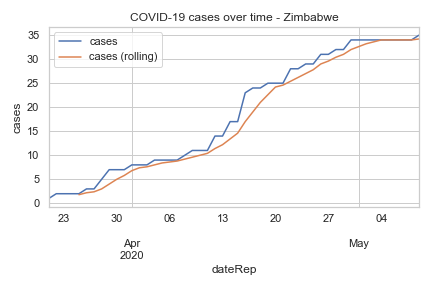 COVID-19 cases over time - Zimbabwe
cases
cases (rolling)
cases
35
30
25
20
15
10
5
0
23 30 06 13 20 27 04
Apr May
2020
dateRep